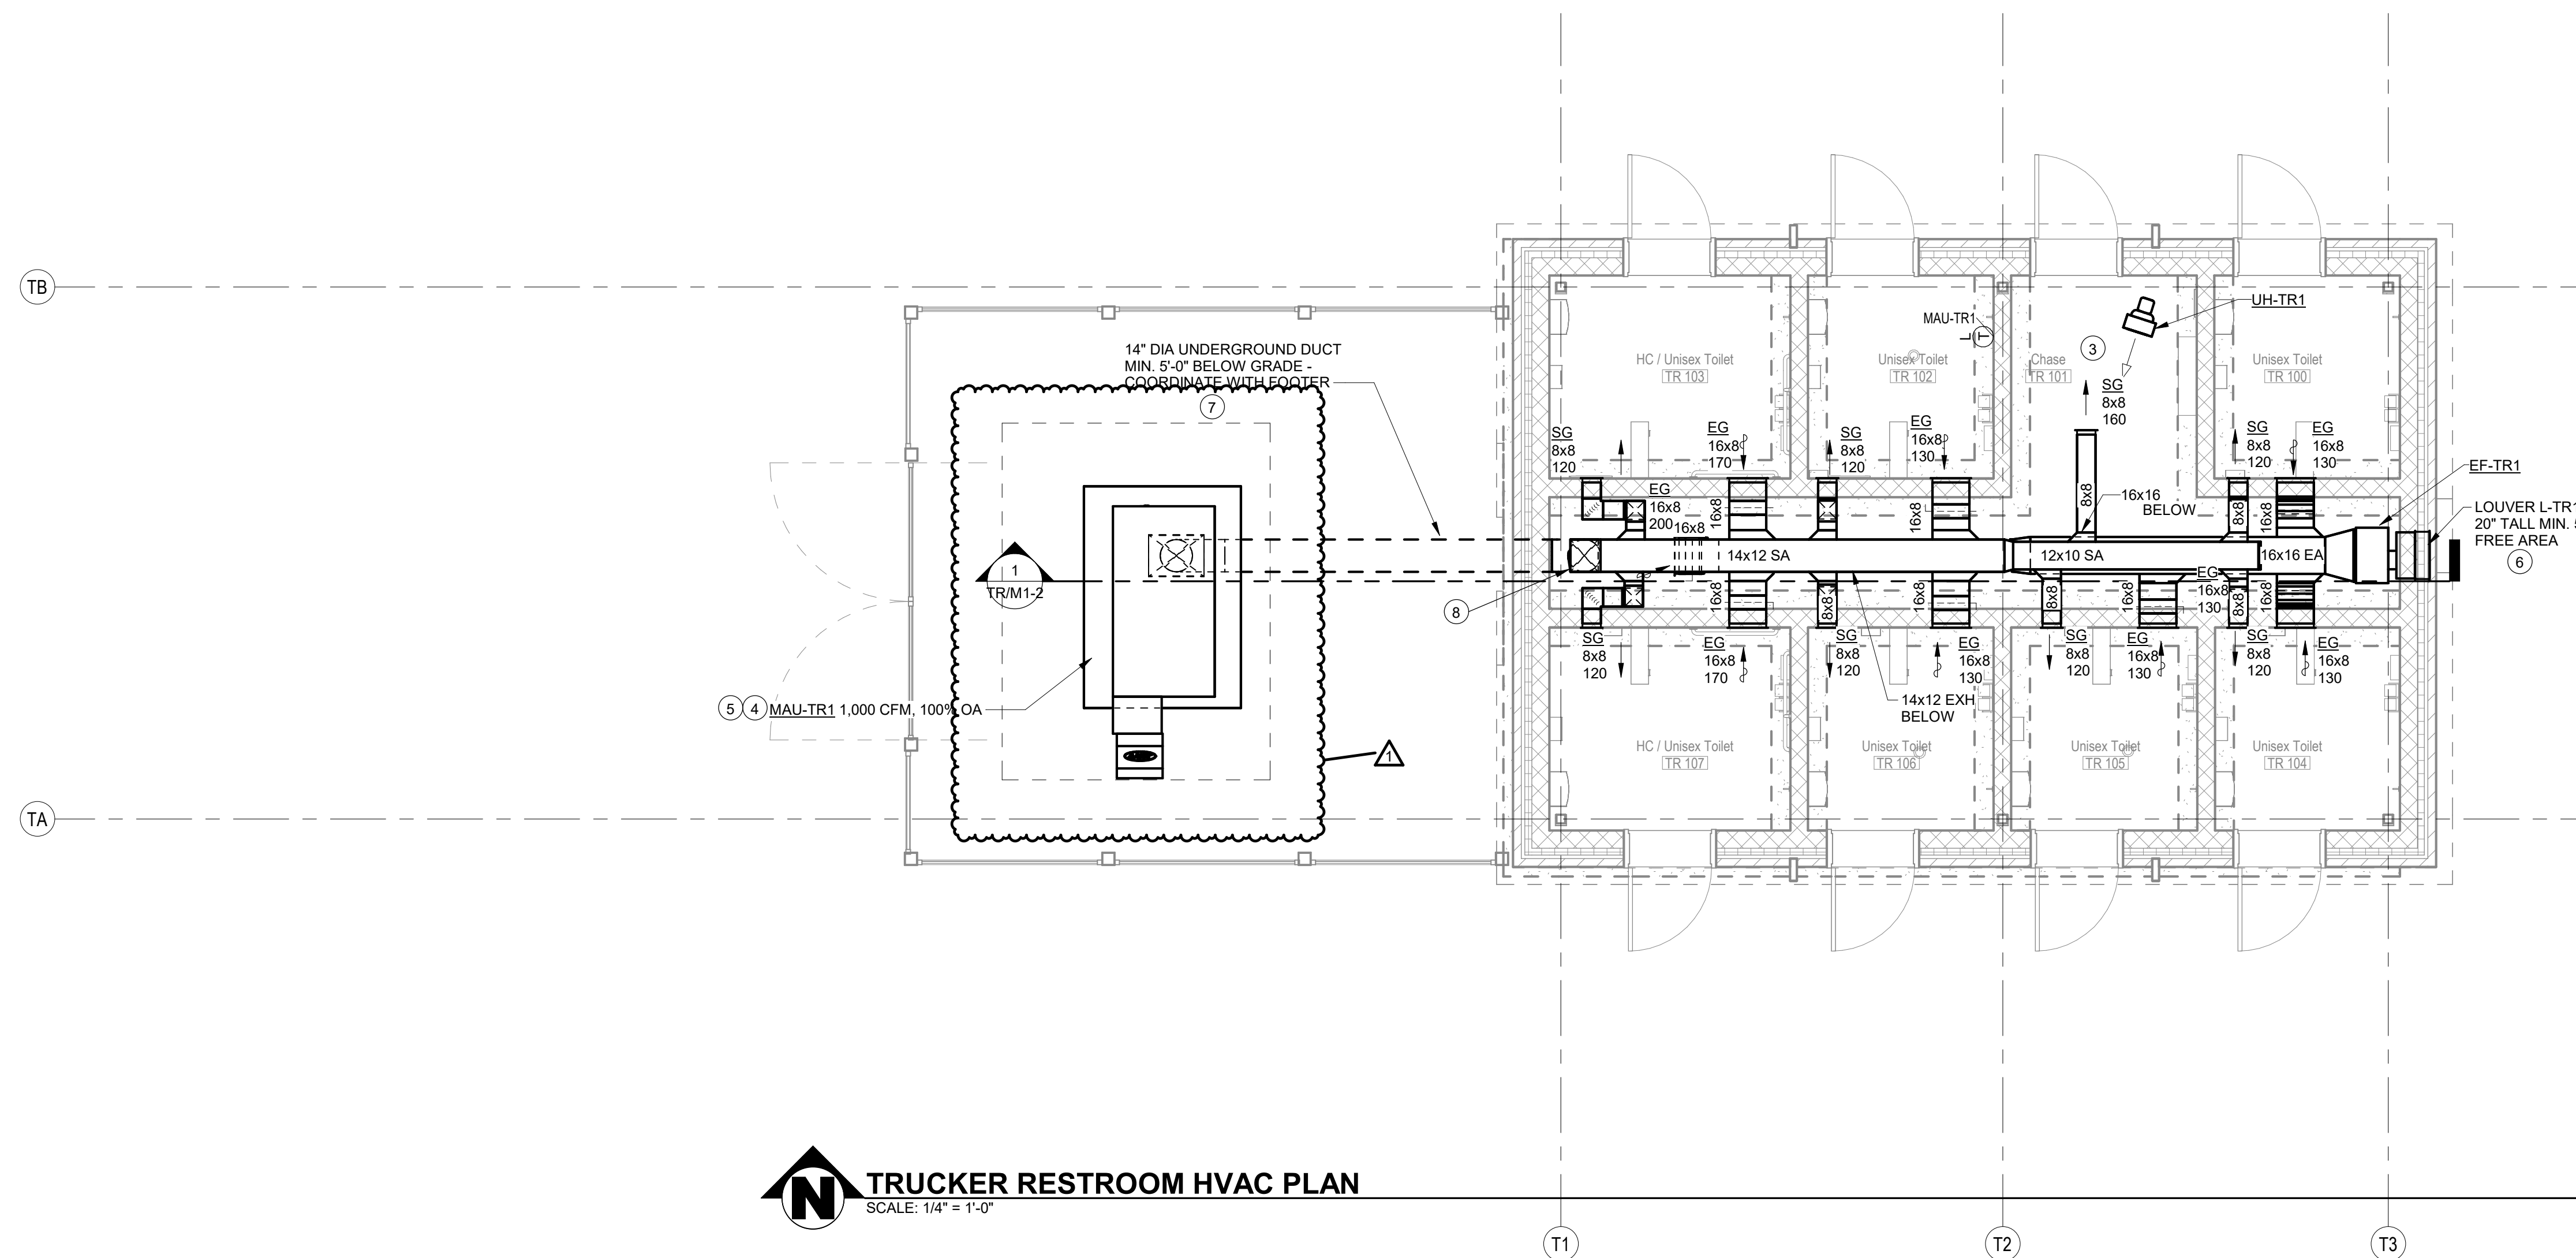 TB
14" DIA UNDERGROUND DUCT
MIN. 5'-0" BELOW GRADE -
COORDINATE WITH FOOTER
7
1
TR/M1-2
5
4
MAU-TR1 1,000 CFM, 100% OA
1
TA
8
HC / Unisex Toilet
TR 103
MAU-TR1
L
T
Unisex Toilet
TR 102
3
Chase
TR 101
UH-TR1
Unisex Toilet
TR 100
SG
8x8
160
SG
8x8
120
EG
16x8
170
SG
8x8
120
EG
16x8
130
SG
8x8
120
EG
16x8
130
EF-TR1
EG
16x8
200
16x8
16x8
16x8
8x8
16x16
BELOW
8x8
16x8
LOUVER L-TR1
20" TALL MIN.
FREE AREA
6
14x12 SA
12x10 SA
16x16 EA
16x8
8x8
16x8
8x8
16x8
EG
16x8
130
8x8
16x8
SG
8x8
120
EG
16x8
170
SG
8x8
120
EG
16x8
130
SG
8x8
120
EG
16x8
130
SG
8x8
120
EG
16x8
130
14x12 EXH
BELOW
HC / Unisex Toilet
TR 107
Unisex Toilet
TR 106
Unisex Toilet
TR 105
Unisex Toilet
TR 104
N
TRUCKER RESTROOM HVAC PLAN
SCALE: 1/4" = 1'-0"
T1
T2
T3